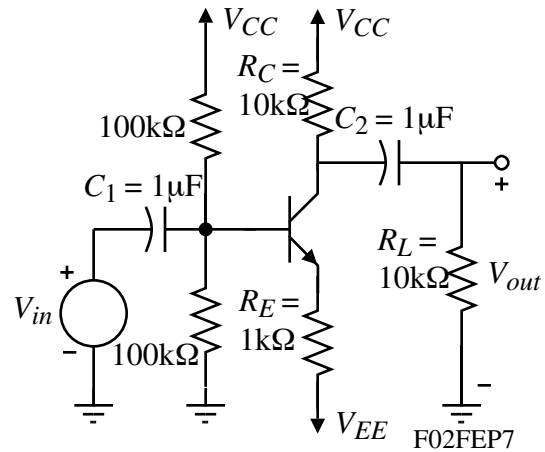 V_CC
V_CC
R_C =
10kΩ
100kΩ
C_2 = 1μF
C_1 = 1μF
+
+
R_L =
10kΩ
V_out
V_in
R_E =
1kΩ
100kΩ
−
−
V_EE
F02FEP7